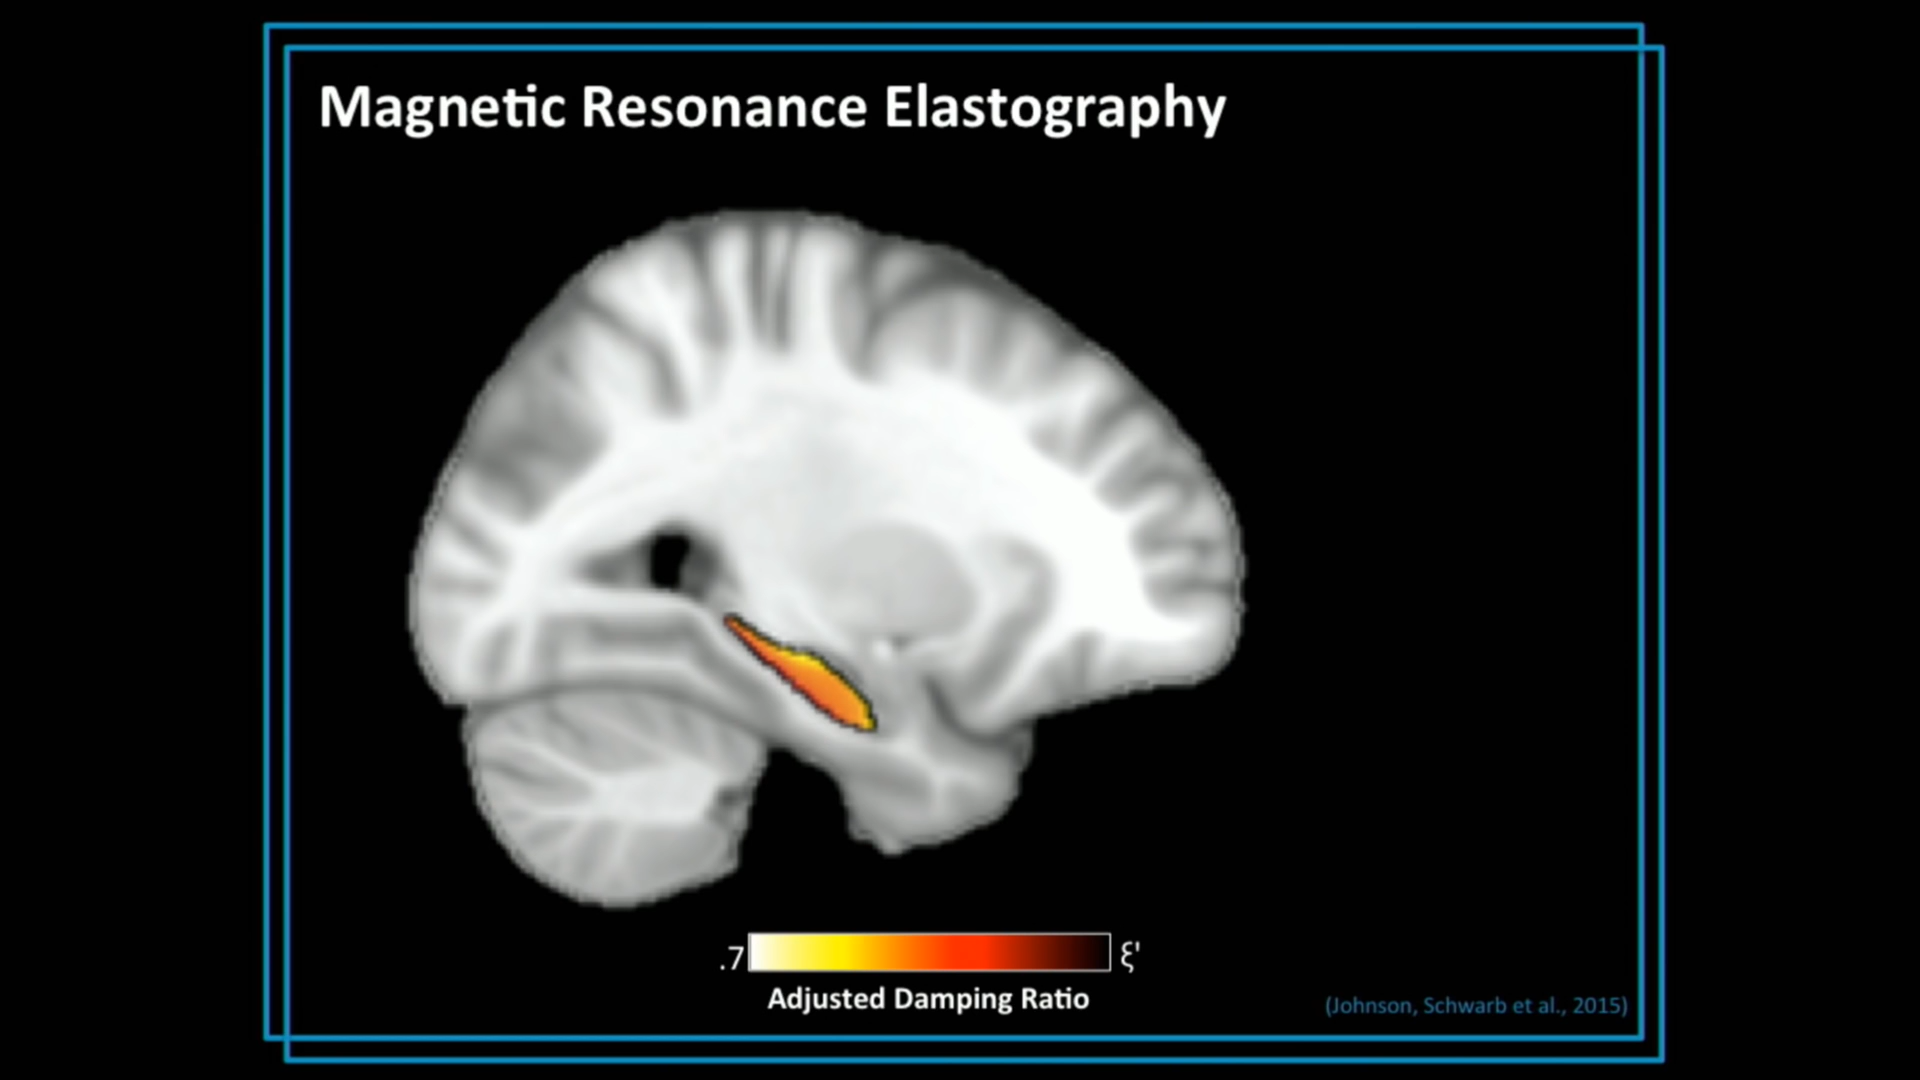 Magnetic Resonance Elastography
.7 ξ'
Adjusted Damping Ratio
(Johnson, Schwarb et al., 2015)